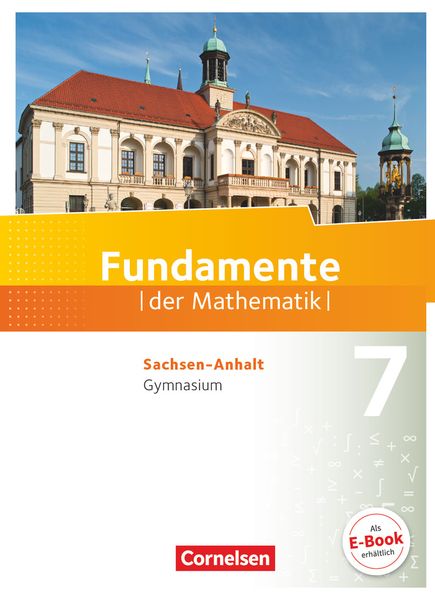 Fundamente
|der Mathematik|
Sachsen-Anhalt
Gymnasium
7
Als
E-Book
erhältlich
Cornelsen